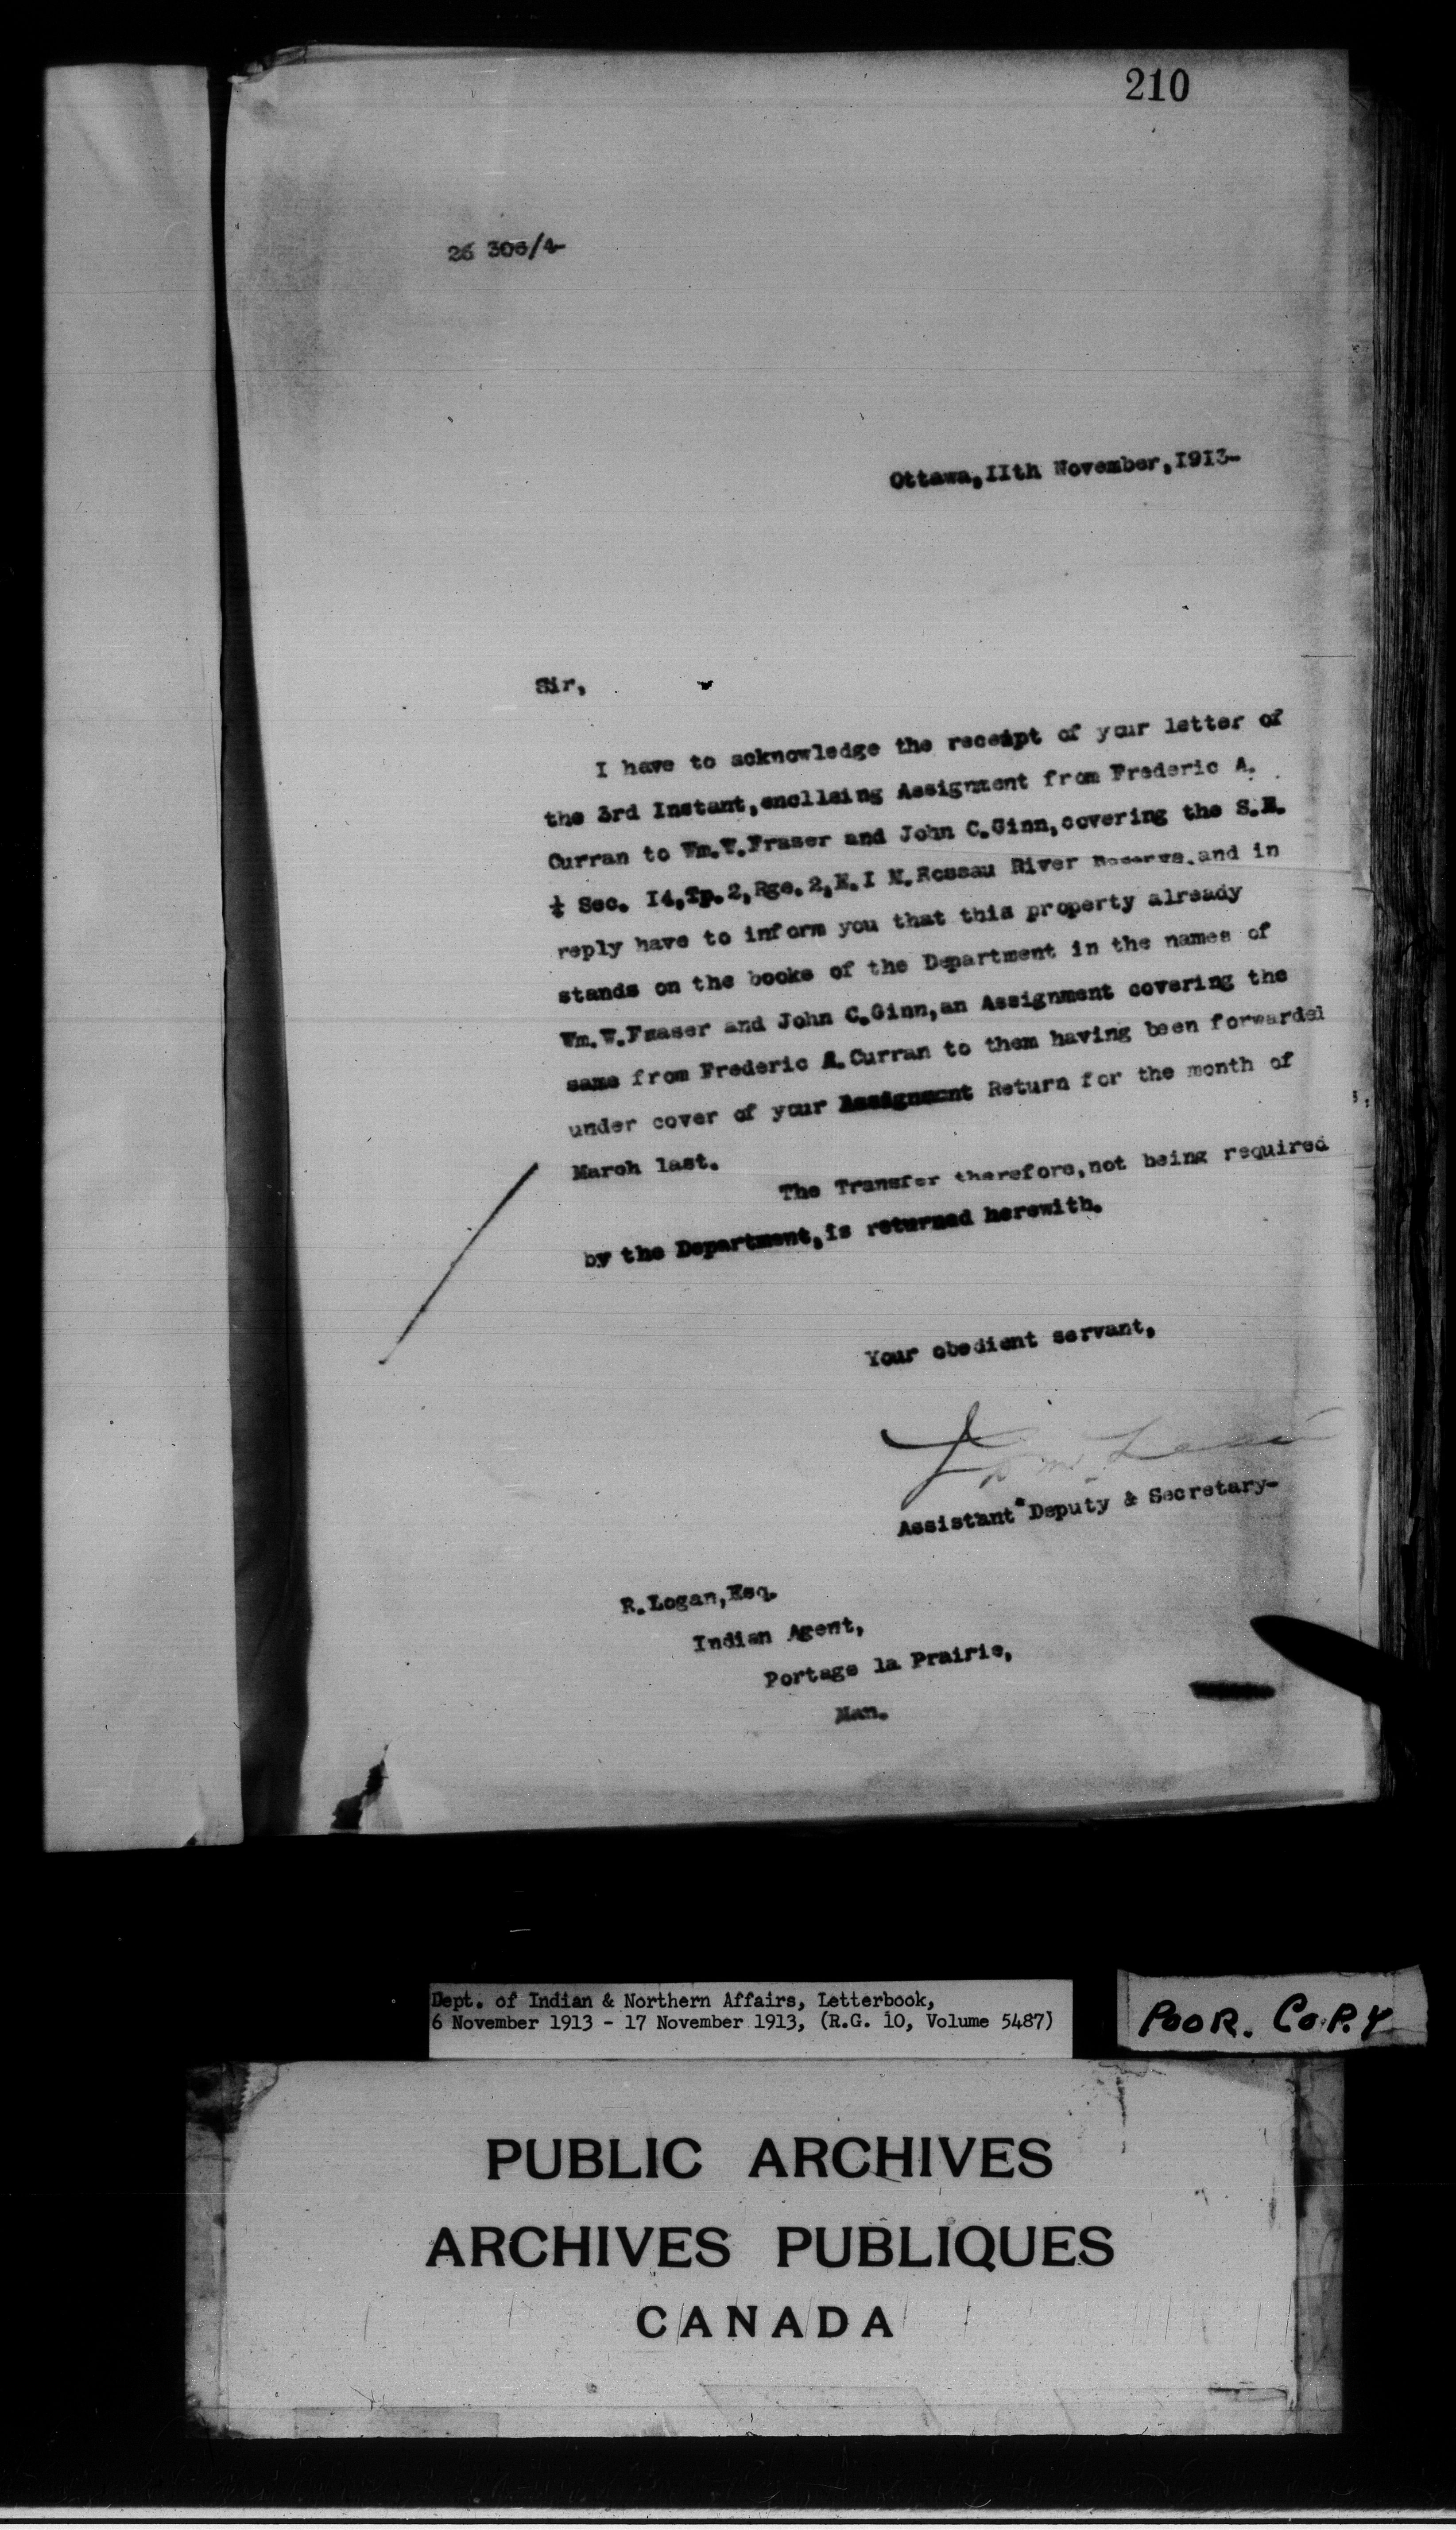 210
26 306/4-
Ottawa,IIth November,I9I3-
Sir,
I have to acknowledge the receipt of your letter of
the 3rd Instant,encllsing Assignment from Frederic A.
Curran to Wm.W.Fraser and John C.Ginn,covering the S.E.
¼ Sec. I4,Tp.2,Rge.2,E.I M.Rossau River Reserve.and in
reply have to inform you that this property already
stands on the books of the Department in the names of
Wm.W.Fraser and John C.Ginn,an Assignment covering the
same from Frederic A.Curran to them having been forwarded
under cover of your Assignment Return for the month of
March last.
The Transfer therefore,not being required
by the Department,is returned herewith.
Your obedient servant,
Assistant Deputy & Secretary-
R.Logan,Esq.
Indian Agent,
Portage la Prairie,
Man.
Dept. of Indian & Northern Affairs, Letterbook,
6 November 1913 - 17 November 1913, (R.G. 10, Volume 5487)
POOR. COPY
PUBLIC ARCHIVES
ARCHIVES PUBLIQUES
CANADA